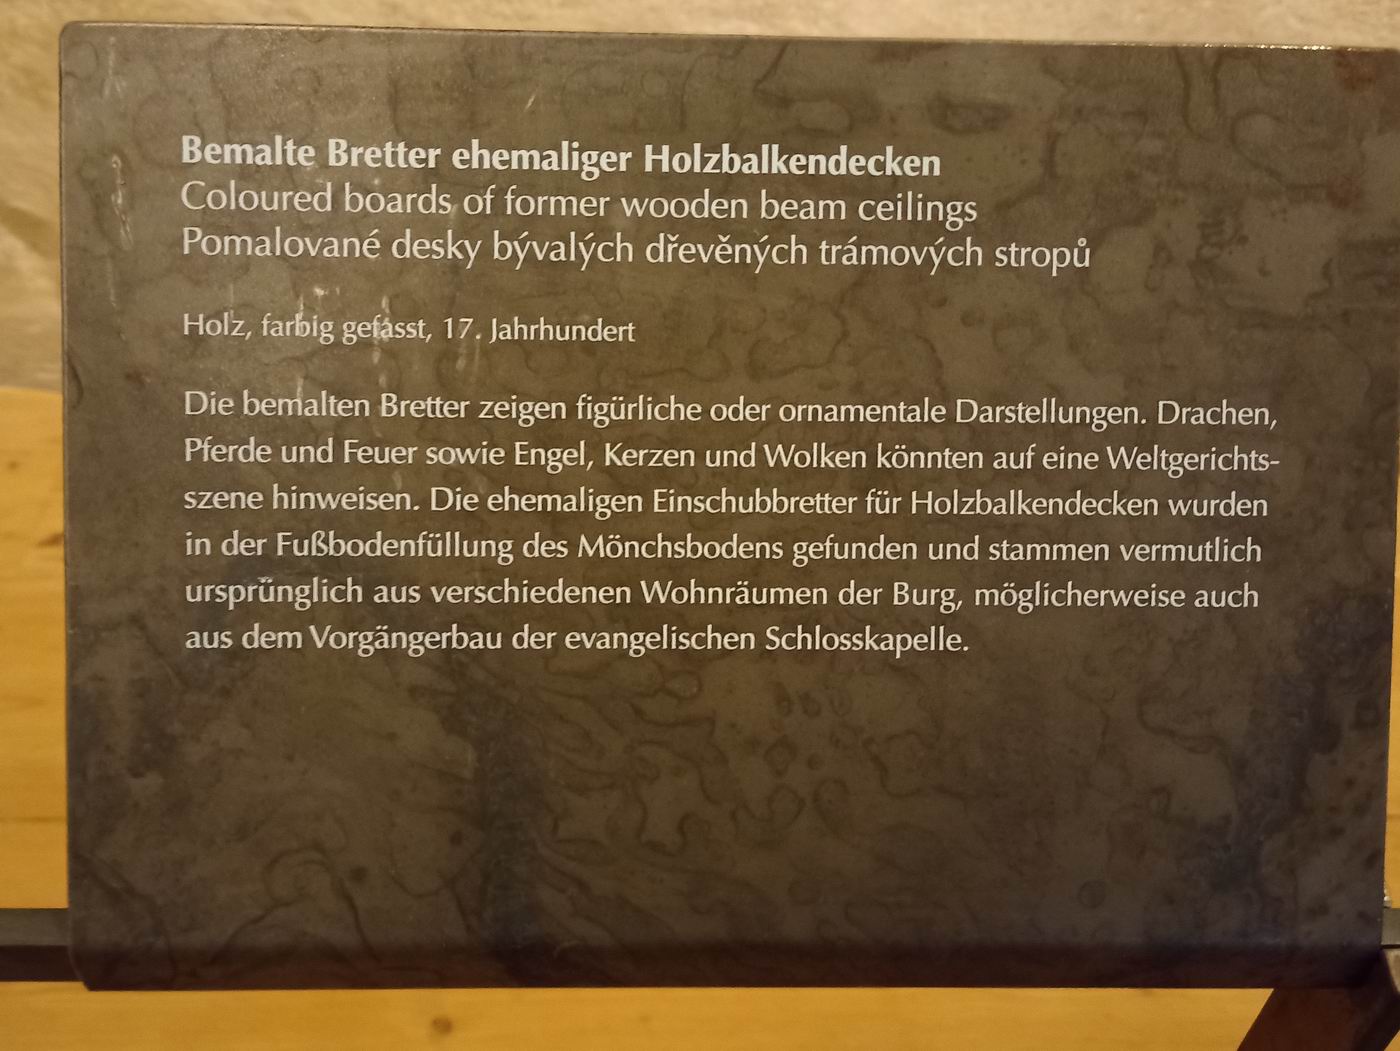 Bemalte Bretter ehemaliger Holzbalkendecken
Coloured boards of former wooden beam ceilings
Pomalované desky bývalých dřevěných trámových stropů
Holz, farbig gefasst, 17. Jahrhundert
Die bemalten Bretter zeigen figürliche oder ornamentale Darstellungen. Drachen,
Pferde und Feuer sowie Engel, Kerzen und Wolken könnten auf eine Weltgerichts-
szene hinweisen. Die ehemaligen Einschubbretter für Holzbalkendecken wurden
in der Fußbodenfüllung des Mönchsbodens gefunden und stammen vermutlich
ursprünglich aus verschiedenen Wohnräumen der Burg, möglicherweise auch
aus dem Vorgängerbau der evangelischen Schlosskapelle.